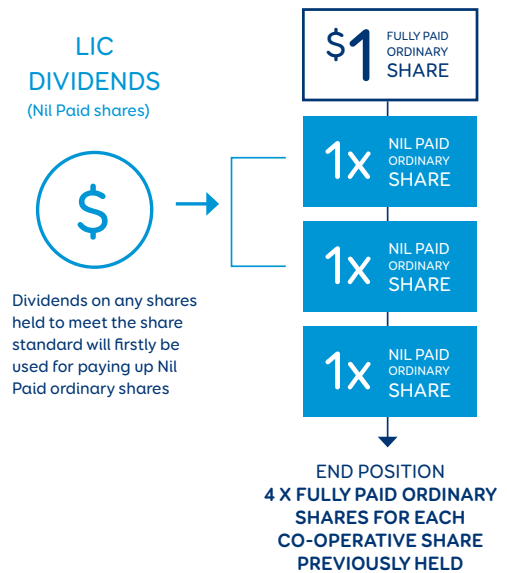 LIC
DIVIDENDS
(Nil Paid shares)
$
Dividends on any shares
held to meet the share
standard will firstly be
used for paying up Nil
Paid ordinary shares
$1 FULLY PAID
ORDINARY
SHARE
1x NIL PAID
ORDINARY
SHARE
1x NIL PAID
ORDINARY
SHARE
1x NIL PAID
ORDINARY
SHARE
END POSITION
4 X FULLY PAID ORDINARY
SHARES FOR EACH
CO-OPERATIVE SHARE
PREVIOUSLY HELD